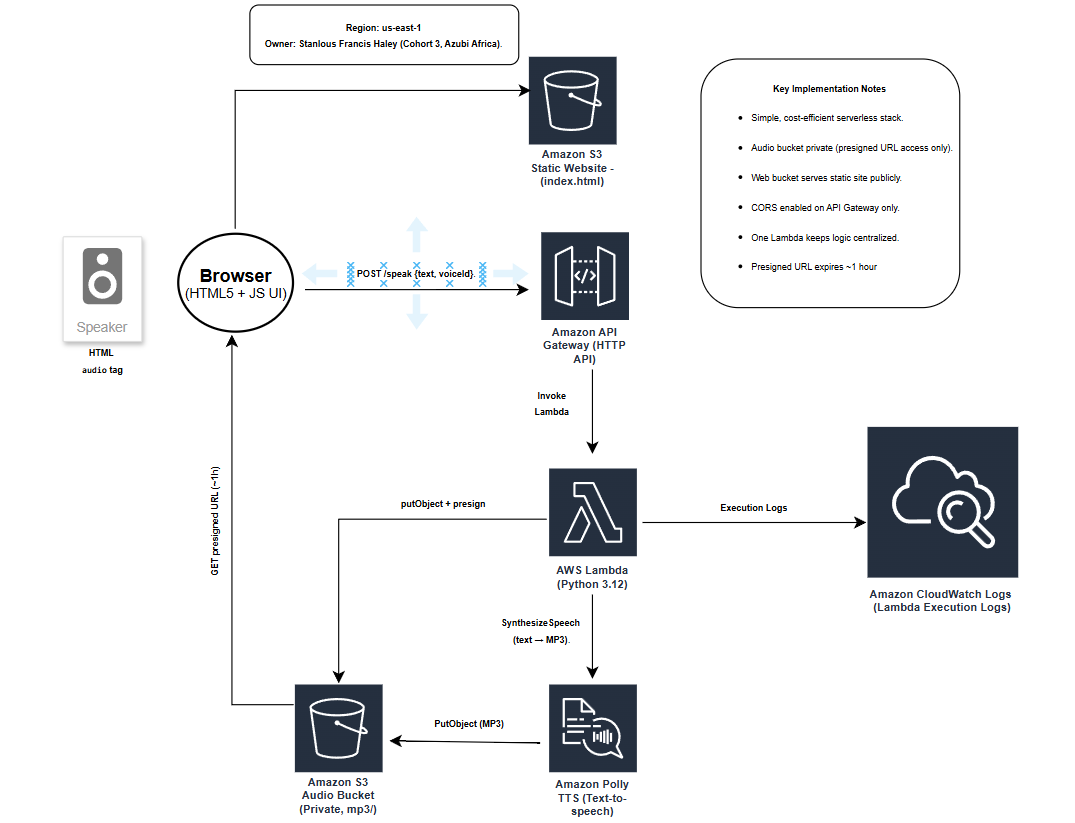 Region: us-east-1
Owner: Stanlous Francis Haley (Cohort 3, Azubi Africa).
Amazon S3
Static Website -
(index.html)
Key Implementation Notes
Simple, cost-efficient serverless stack.
Audio bucket private (presigned URL access only).
Web bucket serves static site publicly.
CORS enabled on API Gateway only.
One Lambda keeps logic centralized.
Presigned URL expires ~1 hour
Speaker
HTML
audio tag
Browser
(HTML5 + JS UI)
POST /speak {text, voiceId}.
Amazon API
Gateway (HTTP
API)
Invoke
Lambda
putObject + presign
AWS Lambda
(Python 3.12)
Execution Logs
Amazon CloudWatch Logs
(Lambda Execution Logs)
GET presigned URL (~1h)
SynthesizeSpeech
(text → MP3).
PutObject (MP3)
Amazon S3
Audio Bucket
(Private, mp3/)
Amazon Polly
TTS (Text-to-
speech)